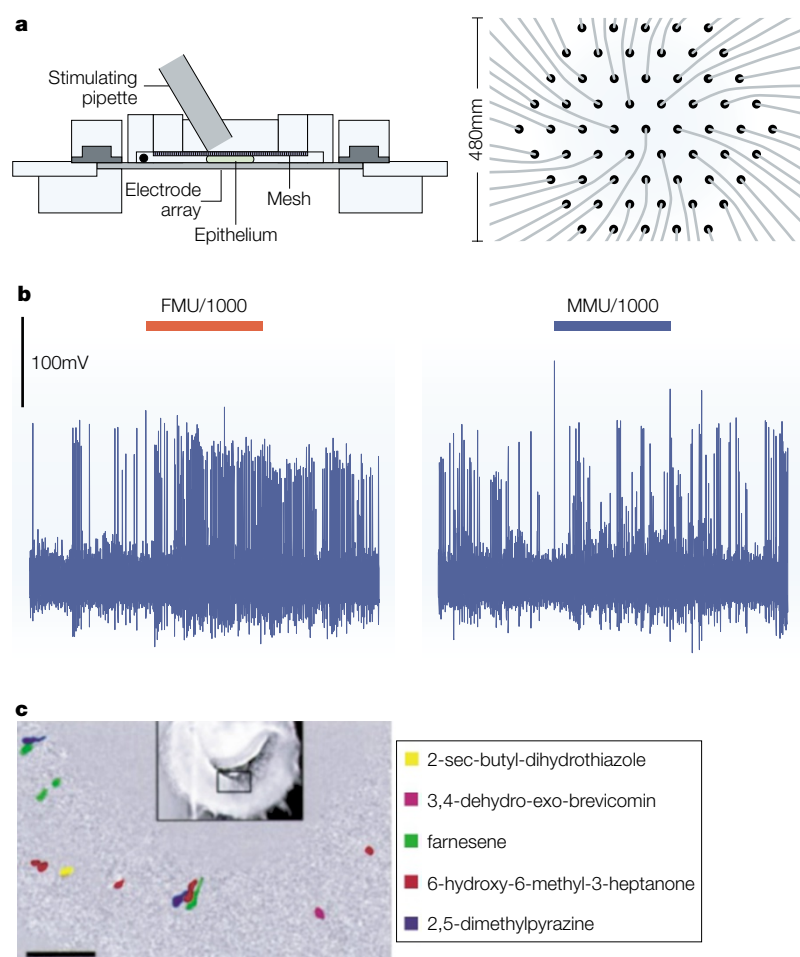 a
Stimulating
pipette
Electrode
array
Mesh
Epithelium
480mm
b
FMU/1000
MMU/1000
100mV
c
2-sec-butyl-dihydrothiazole
3,4-dehydro-exo-brevicomin
farnesene
6-hydroxy-6-methyl-3-heptanone
2,5-dimethylpyrazine